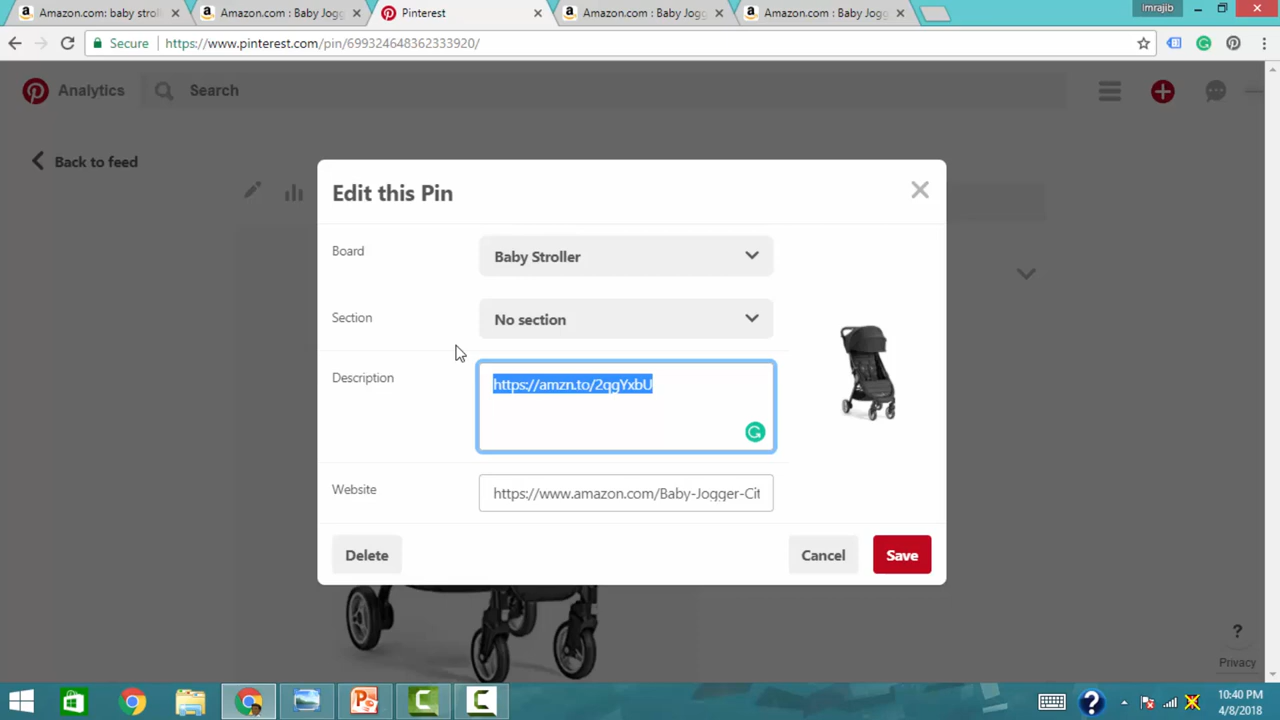 Amazon.com: baby stroll
Amazon.com : Baby Jogg
Pinterest
Amazon.com : Baby Jogg
Amazon.com : Baby Jogg
Imrajib
Secure
https://www.pinterest.com/pin/699324648362333920/
Analytics
Search
Back to feed
Edit this Pin
Board
Baby Stroller
Section
No section
Description
https://amzn.to/2qgYxbU
Website
https://www.amazon.com/Baby-Jogger-Cit
Delete
Cancel
Save
?
Privacy
10:40 PM
4/8/2018